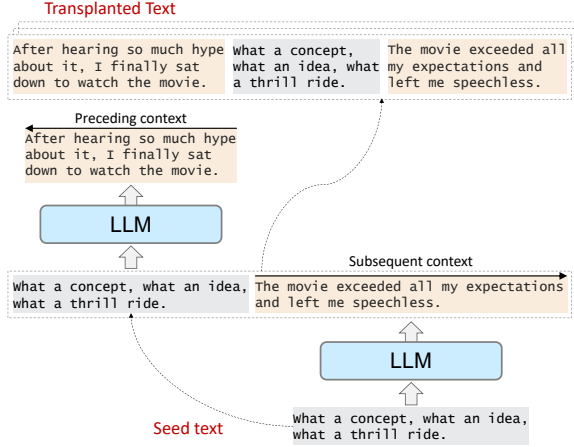 Transplanted Text
After hearing so much hype
about it, I finally sat
down to watch the movie.
What a concept,
what an idea, what
a thrill ride.
The movie exceeded all
my expectations and
left me speechless.
Preceding context
After hearing so much hype
about it, I finally sat
down to watch the movie.
LLM
Subsequent context
What a concept, what an idea,
what a thrill ride.
The movie exceeded all my expectations
and left me speechless.
LLM
Seed text
What a concept, what an idea,
what a thrill ride.